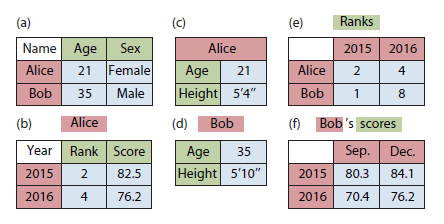 (a)
Name Age Sex
Alice 21 Female
Bob 35 Male
(b) Alice
Year Rank Score
2015 2 82.5
2016 4 76.2
(c)
Alice
Age 21
Height 5'4"
(d) Bob
Age 35
Height 5'10"
(e) Ranks
2015 2016
Alice 2 4
Bob 1 8
(f) Bob's scores
Sep. Dec.
2015 80.3 84.1
2016 70.4 76.2